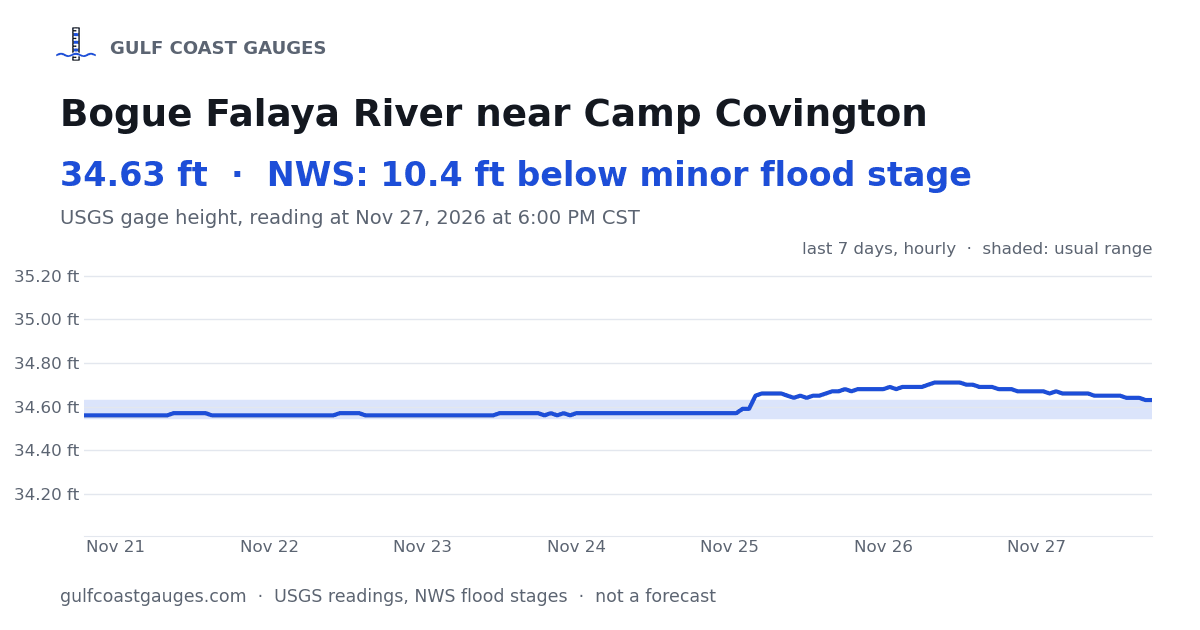 GULF COAST GAUGES
Bogue Falaya River near Camp Covington
34.63 ft · NWS: 10.4 ft below minor flood stage
USGS gage height, reading at Nov 27, 2026 at 6:00 PM CST
last 7 days, hourly · shaded: usual range
35.20 ft
35.00 ft
34.80 ft
34.60 ft
34.40 ft
34.20 ft
Nov 21 Nov 22 Nov 23 Nov 24 Nov 25 Nov 26 Nov 27
gulfcoastgauges.com · USGS readings, NWS flood stages · not a forecast